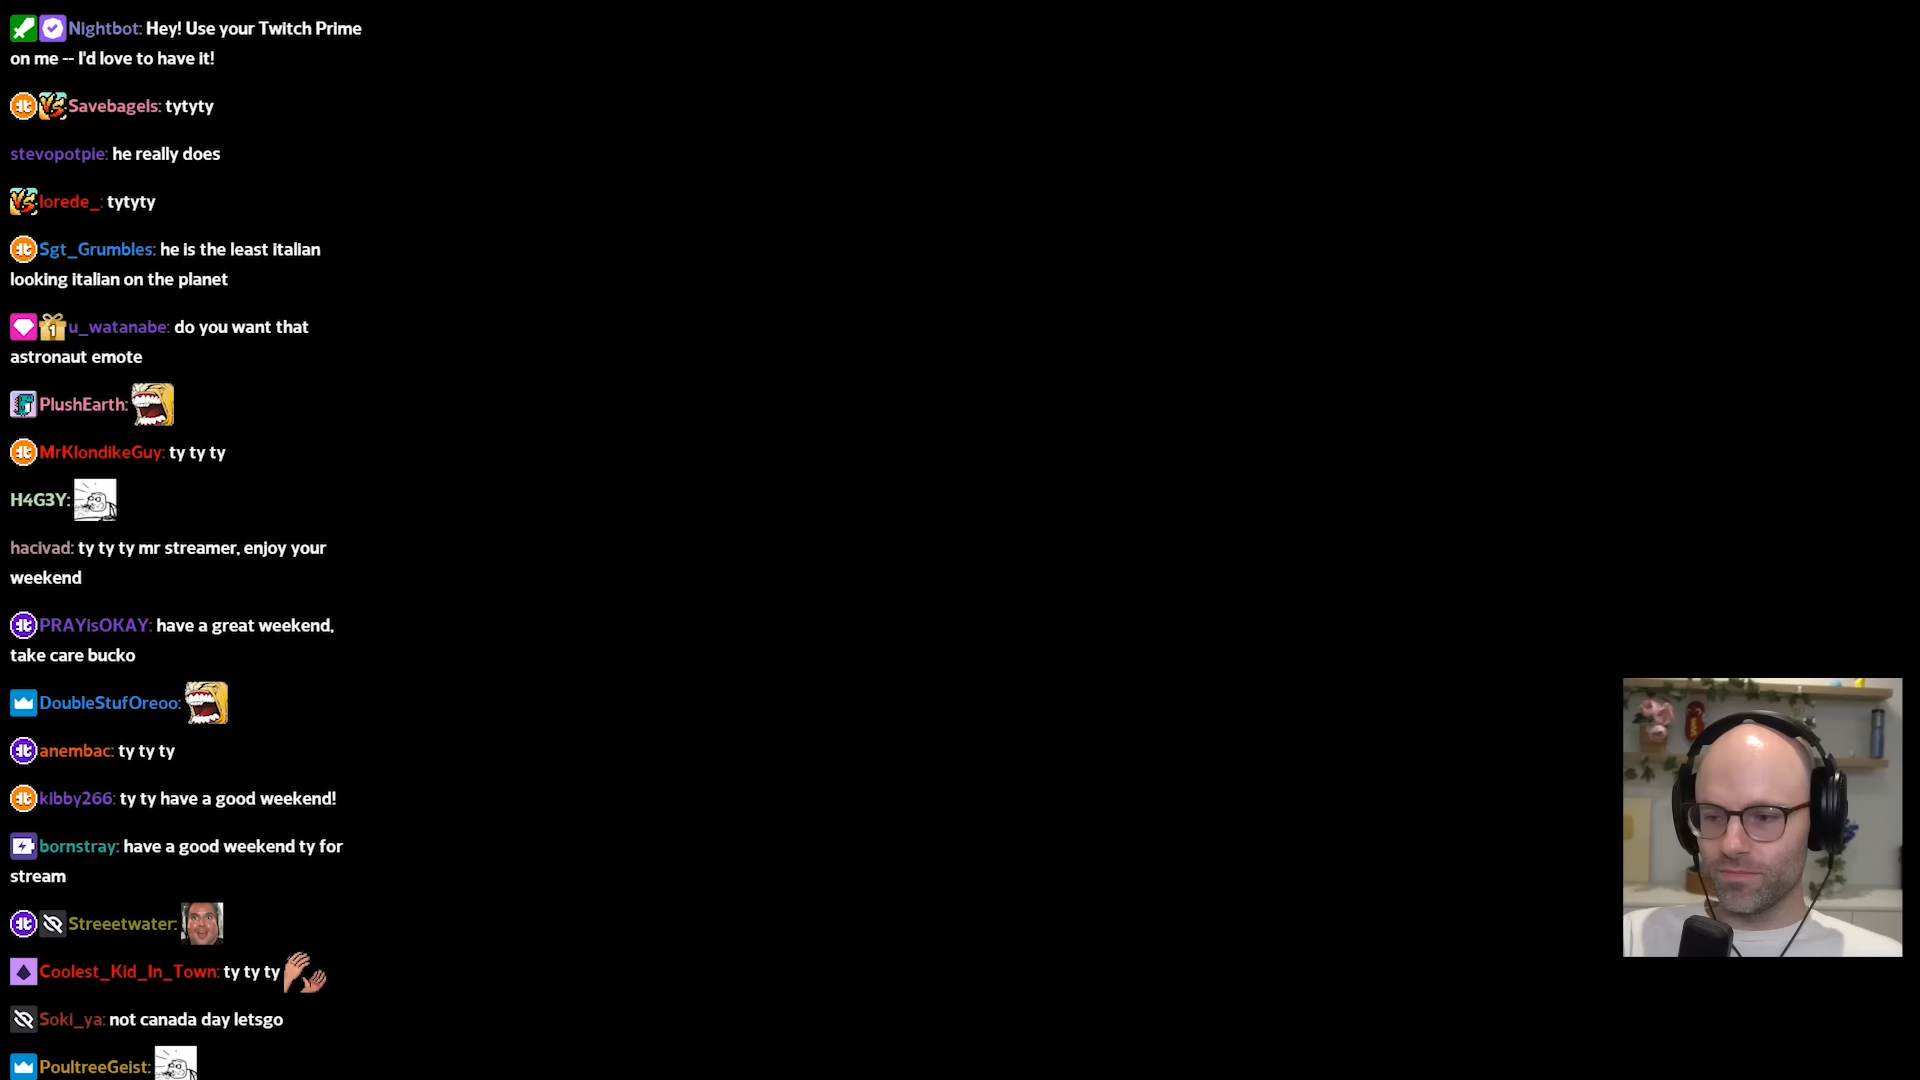 Nightbot: Hey! Use your Twitch Prime
on me -- I'd love to have it!
Savebagels: tytyty
stevopotpie: he really does
lorede_: tytyty
Sgt_Grumbles: he is the least italian
looking italian on the planet
u_watanabe: do you want that
astronaut emote
PlushEarth:
MrKlondikeGuy: ty ty ty
H4G3Y:
hacivad: ty ty ty mr streamer, enjoy your
weekend
PRAYisOKAY: have a great weekend,
take care bucko
DoubleStufOreoo:
anembac: ty ty ty
kibby266: ty ty have a good weekend!
bornstray: have a good weekend ty for
stream
Streeetwater:
Coolest_Kid_In_Town: ty ty ty
Soki_ya: not canada day letsgo
PoultreeGeist: